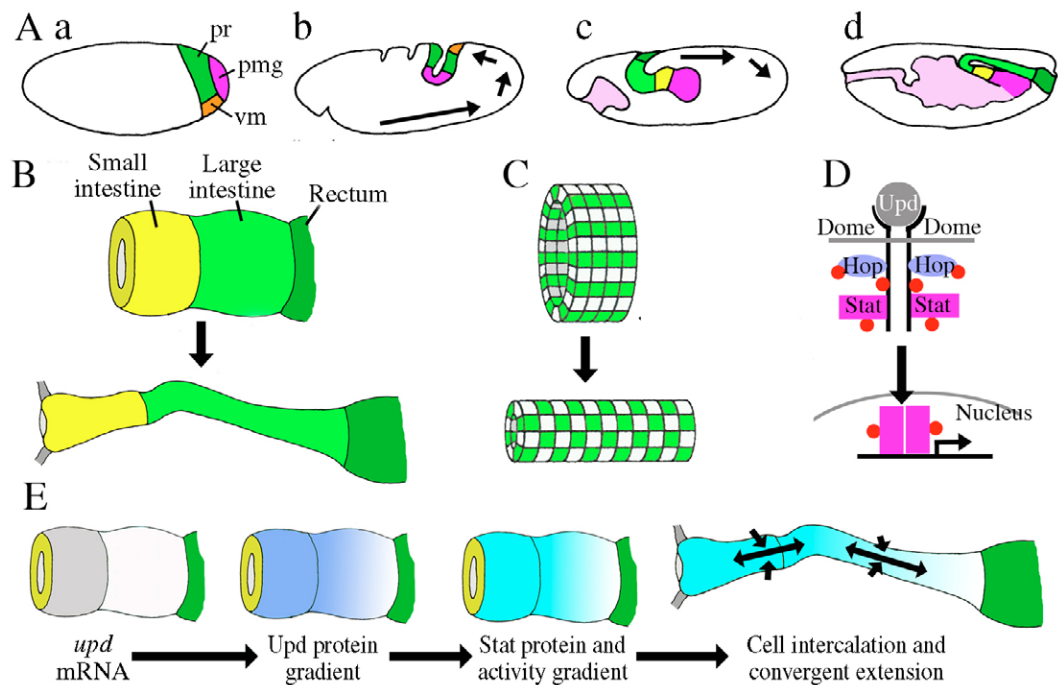 A a
b
c
d
pr
pmg
vm
B
Small
intestine
Large
intestine
Rectum
C
D
Upd
Dome
Dome
Hop
Hop
Stat
Stat
Nucleus
E
upd
mRNA
Upd protein
gradient
Stat protein and
activity gradient
Cell intercalation and
convergent extension